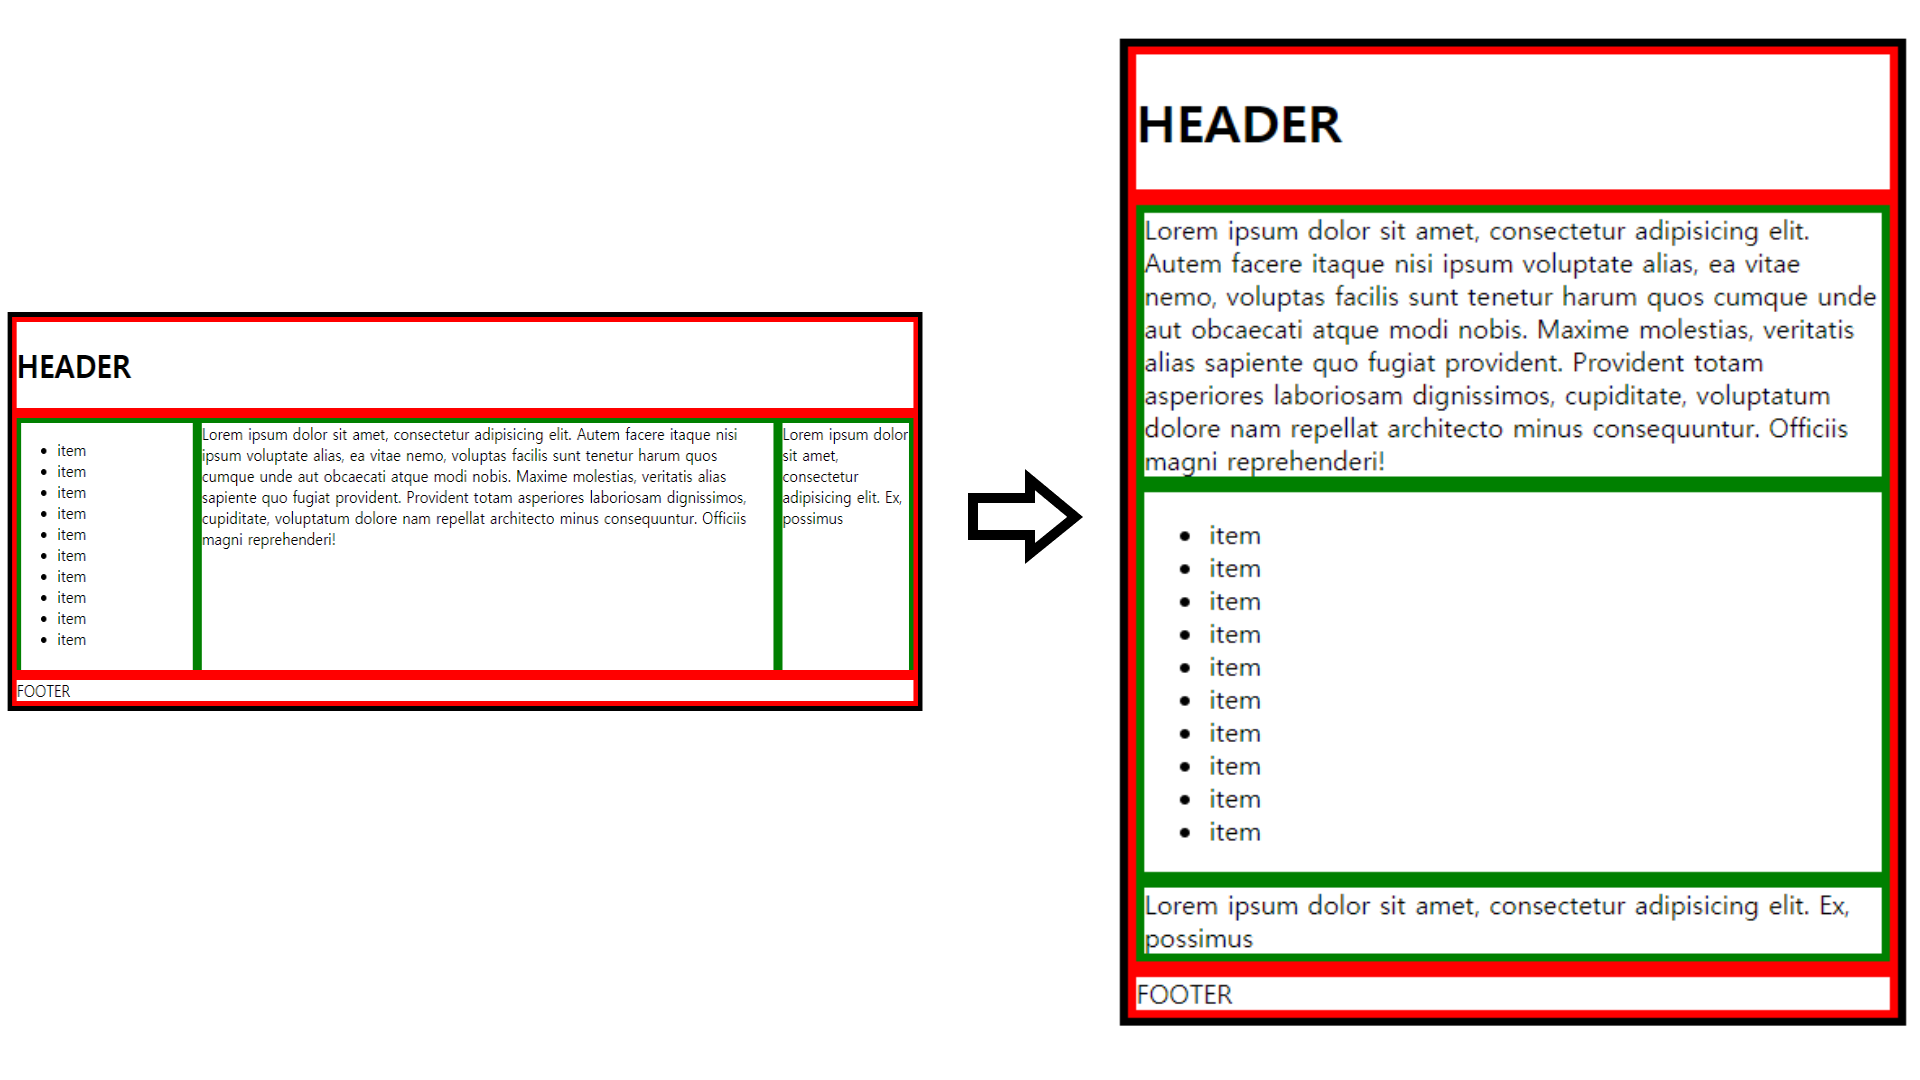 HEADER
item
item
item
item
item
item
item
item
item
item
Lorem ipsum dolor sit amet, consectetur adipisicing elit. Autem facere itaque nisi
ipsum voluptate alias, ea vitae atque nemo, voluptas facilis sunt tenetur harum quos
cumque unde aut obcaecati atque modi nobis. Maxime molestias, veritatis alias
sapiente quo fugiat provident. Provident totam asperiores laboriosam dignissimos,
cupiditate, voluptatum dolore nam repellat architecto minus consequuntur. Officiis
magni reprehenderi!
Lorem ipsum dolor
sit amet,
consectetur
adipisicing elit. Ex,
possimus
FOOTER
HEADER
Lorem ipsum dolor sit amet, consectetur adipisicing elit.
Autem facere itaque nisi ipsum voluptate alias, ea vitae
nemo, voluptas facilis sunt tenetur harum quos cumque unde
aut obcaecati atque modi nobis. Maxime molestias, veritatis
alias sapiente quo fugiat provident. Provident totam
asperiores laboriosam dignissimos, cupiditate, voluptatum
dolore nam repellat architecto minus consequuntur. Officiis
magni reprehenderi!
item
item
item
item
item
item
item
item
item
item
Lorem ipsum dolor sit amet, consectetur adipisicing elit. Ex,
possimus
FOOTER